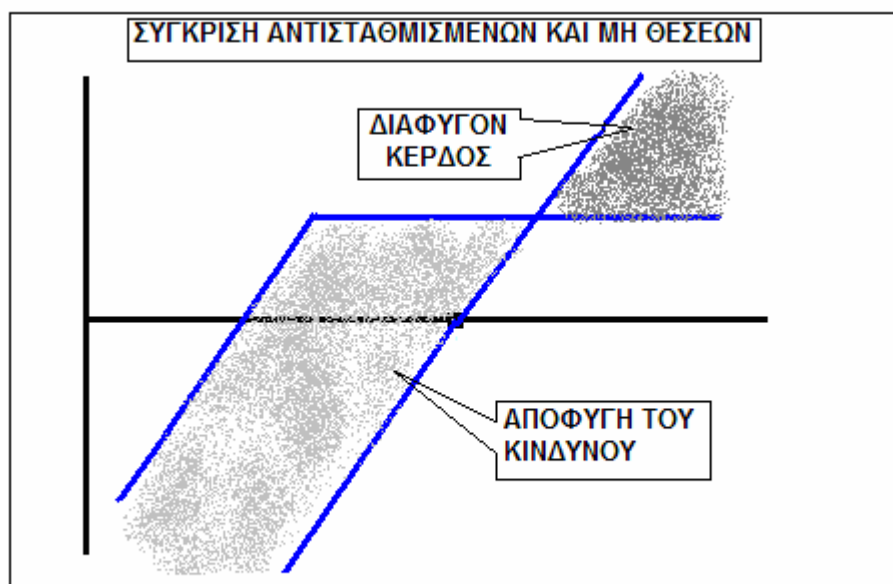 ΣΥΓΚΡΙΣΗ ΑΝΤΙΣΤΑΘΜΙΣΜΕΝΩΝ ΚΑΙ ΜΗ ΘΕΣΕΩΝ
ΔΙΑΦΥΓΟΝ
ΚΕΡΔΟΣ
ΑΠΟΦΥΓΗ ΤΟΥ
ΚΙΝΔΥΝΟΥ